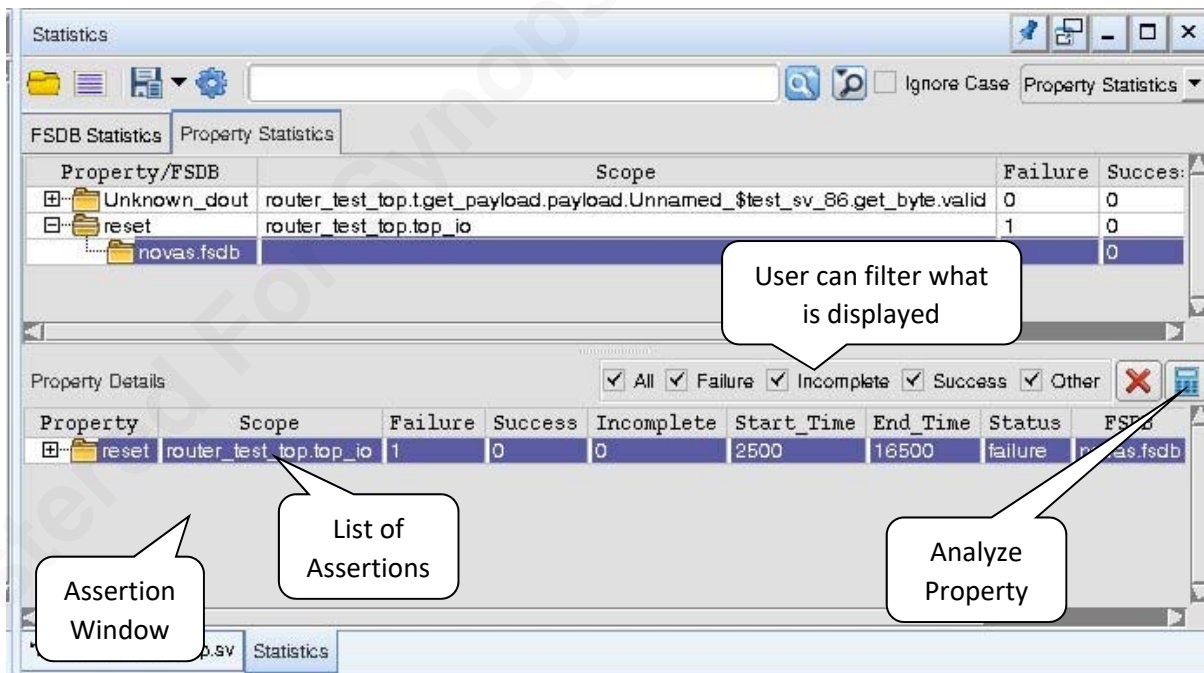 Statistics
Ignore Case Property Statistics
FSDB Statistics Property Statistics
Property/FSDB Scope Failure Succes
Unknown_dout router_test_top.t.get_payload.payload.Unnamed_$test_sv_86.get_byte.valid 0 0
reset router_test_top.top_io 1 0
novas.fsdb 0
User can filter what
is displayed
Property Details All Failure Incomplete Success Other
Property Scope Failure Success Incomplete Start_Time End_Time Status FSDB
reset router_test_top.top_io 1 0 0 2500 16500 failure novas.fsdb
List of
Assertions
Analyze
Property
Assertion
Window
p.sv Statistics